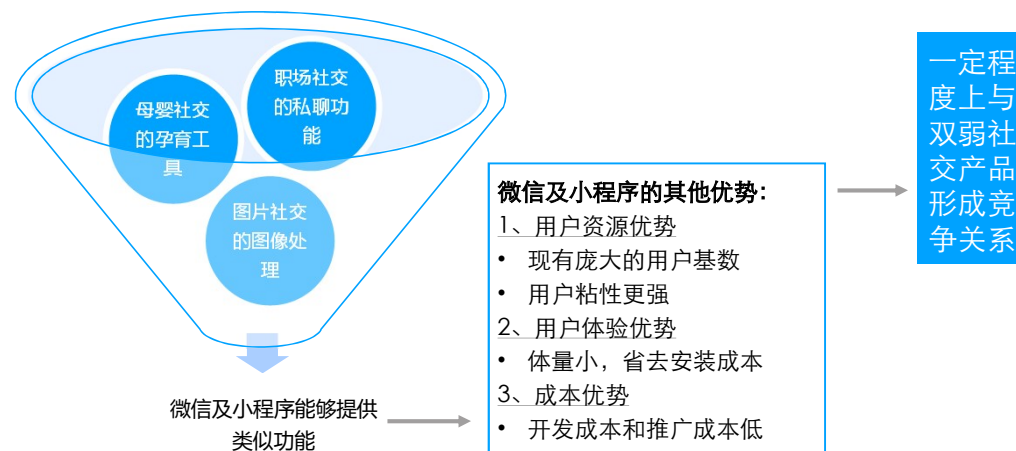 母婴社交
的孕育工
具
职场社交
的私聊功
能
图片社交
的图像处
理
微信及小程序能够提供
类似功能
微信及小程序的其他优势：
1、用户资源优势
• 现有庞大的用户基数
• 用户粘性更强
2、用户体验优势
• 体量小，省去安装成本
3、成本优势
• 开发成本和推广成本低
一定程
度上与
双弱社
交产品
形成竞
争关系